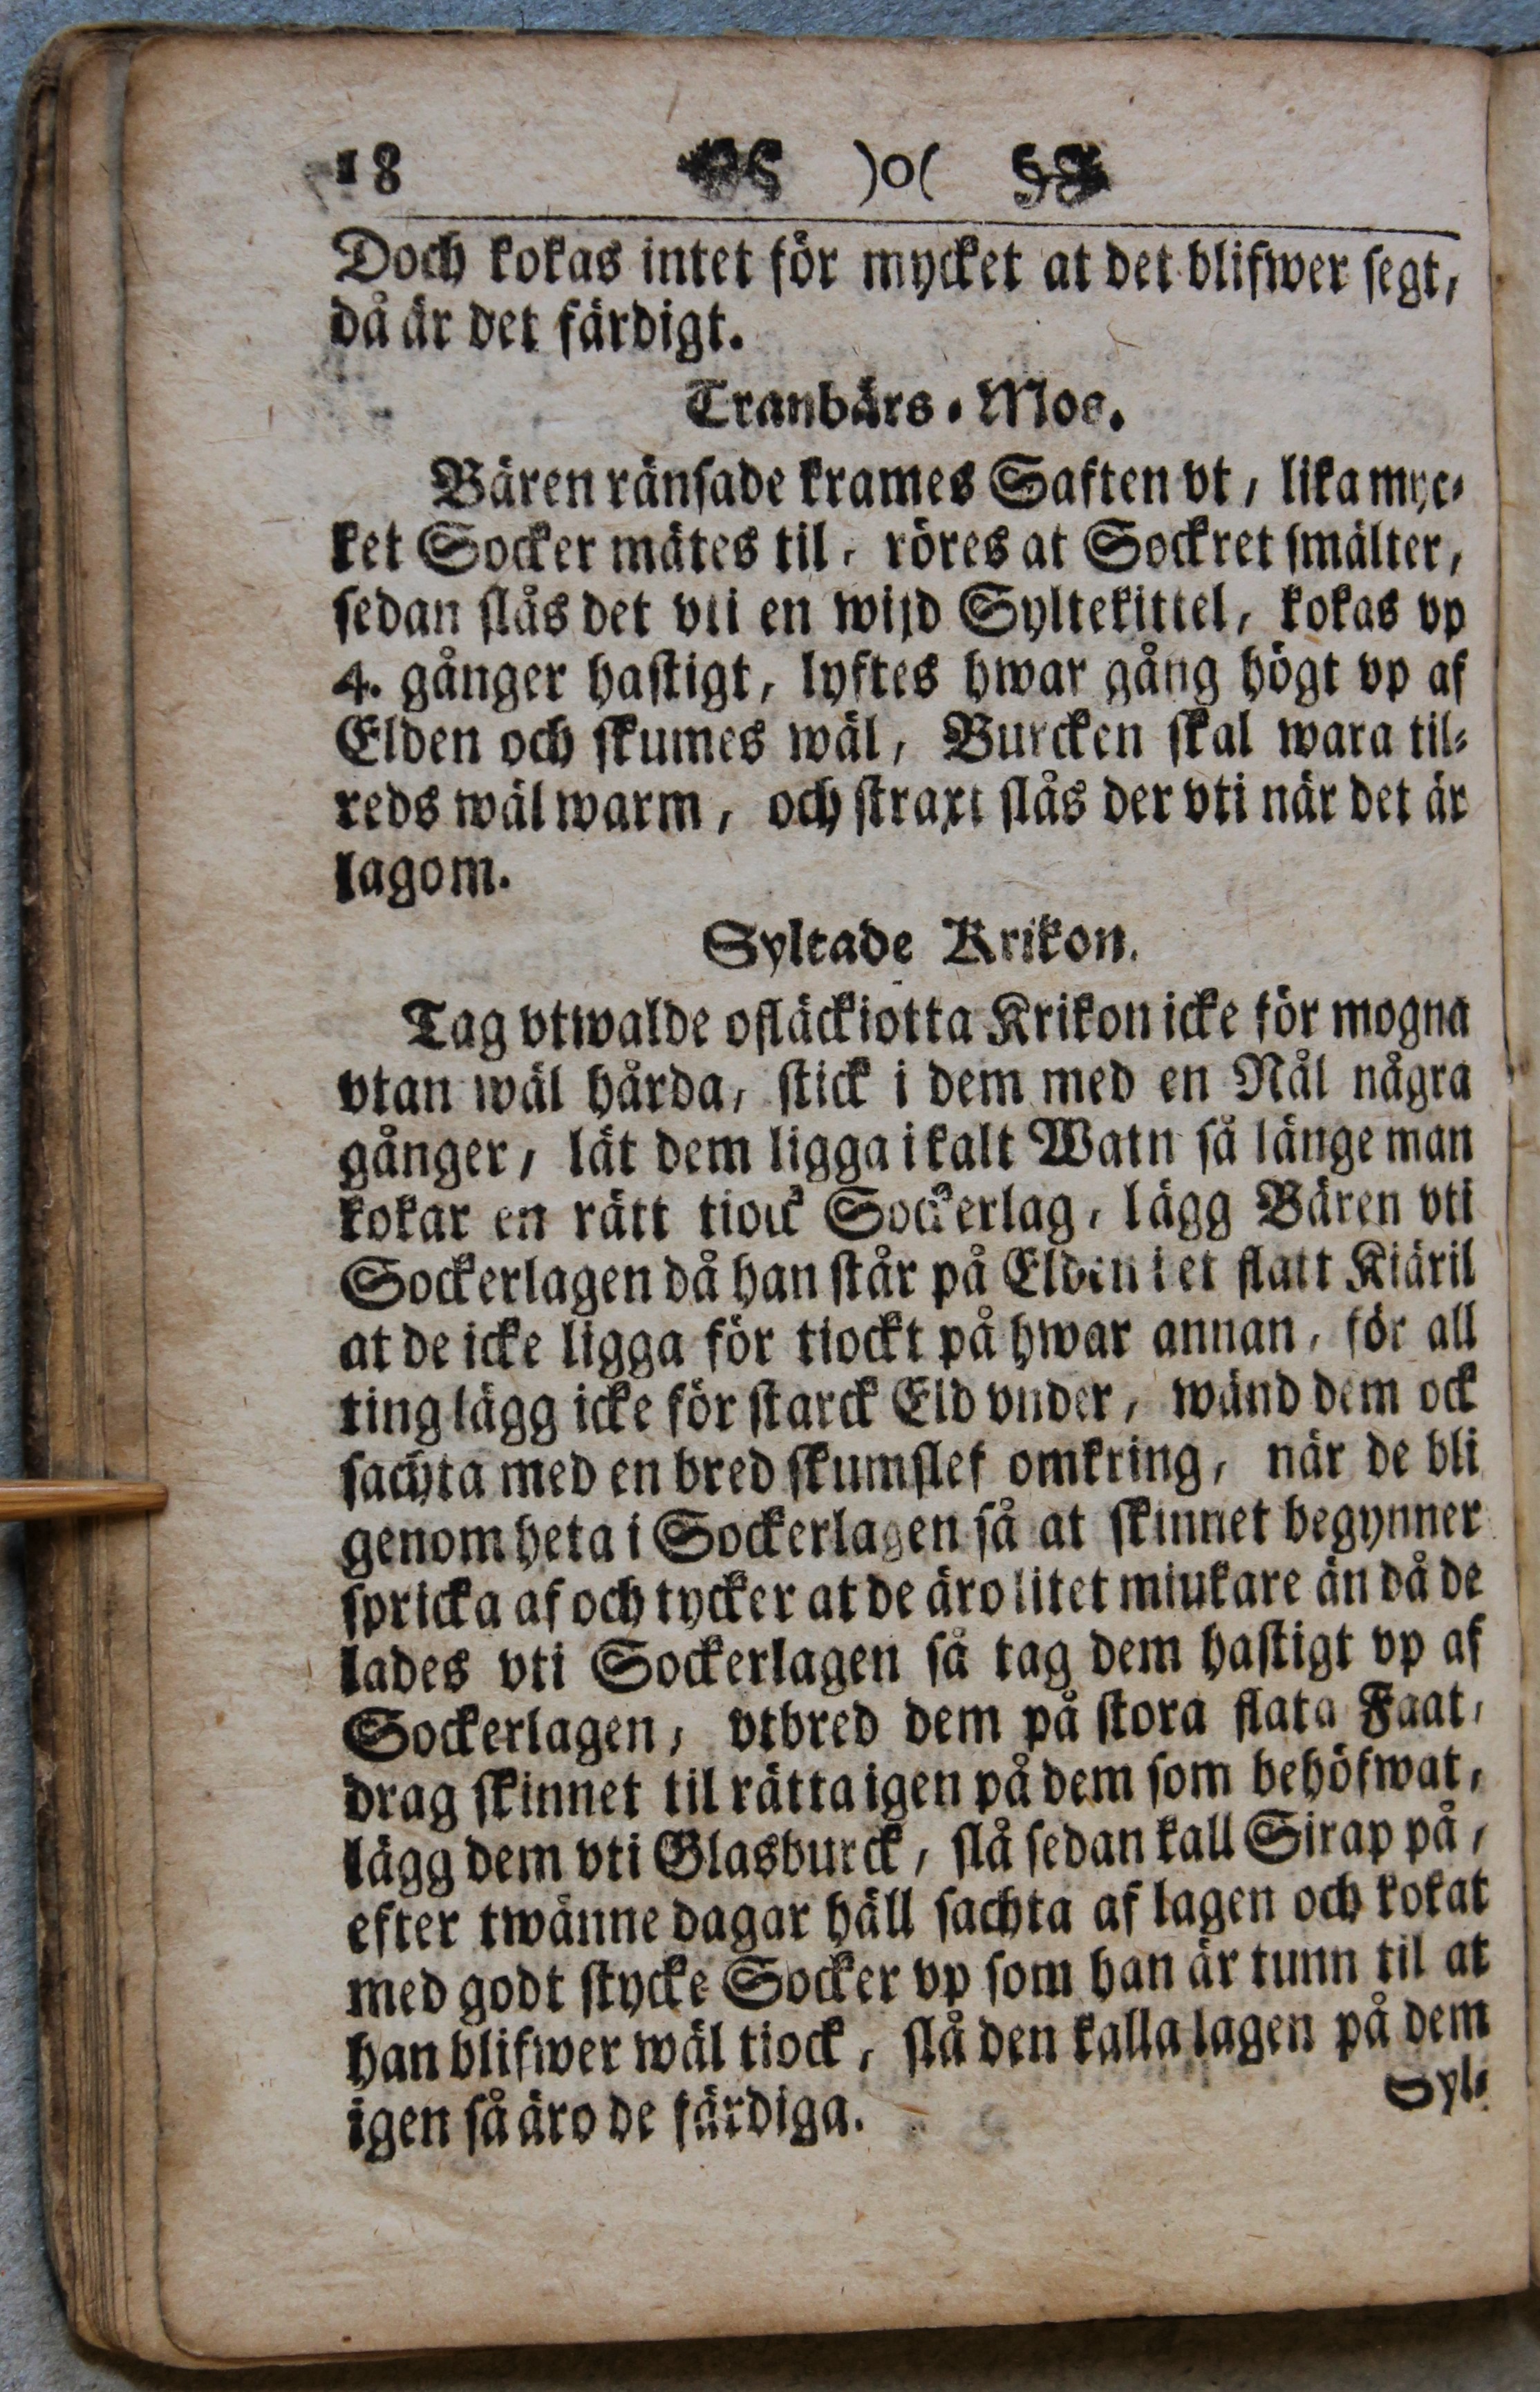 18 )o(
Doch kokas intet för mycket at det blifwer segt,
då är det färdigt.
Tranbärs-Mos.
Bären ränsade krames Saften vt, lika myc-
ket Socker mätes til, röres at Sockret smälter,
sedan slås det vti en wijd Syltekittel, kokas vp
4. gånger hastigt, lyftes hwar gång högt vp af
Elden och skumes wäl, Burcken skal wara til-
reds wäl warm, och straxt slås der vti när det är
lagom.
Syltade Krikon.
Tag vtwalde ofläckiotta Krikon icke för mogna
vtan wäl hårda, stick i dem med en Nål några
gånger, lät dem ligga i kalt Watn så länge man
kokar en rätt tiock Sockerlag, lägg Bären vti
Sockerlagen då han står på Elden i et flatt Kiäril
at de icke ligga för tiockt på hwar annan, för all
ting lägg icke för starck Eld vnder, wänd dem ock
sachta med en bred skumslef omkring, när de bli
genom heta i Sockerlagen så at skinnet begynner
spricka af och tycker at de äro litet miukare än då de
lades vti Sockerlagen så tag dem hastigt vp af
Sockerlagen, vtbred dem på stora flata Faat,
drag skinnet til rätta igen på dem som behöfwat,
lägg dem vti Glasburck, slå sedan kall Sirap på,
efter twänne dagar häll sachta af lagen och kokat
med godt stycke Socker vp som han är tunn til at
han blifwer wäl tiock, slå den kalla lagen på dem
igen så äro de färdiga.
Syl-